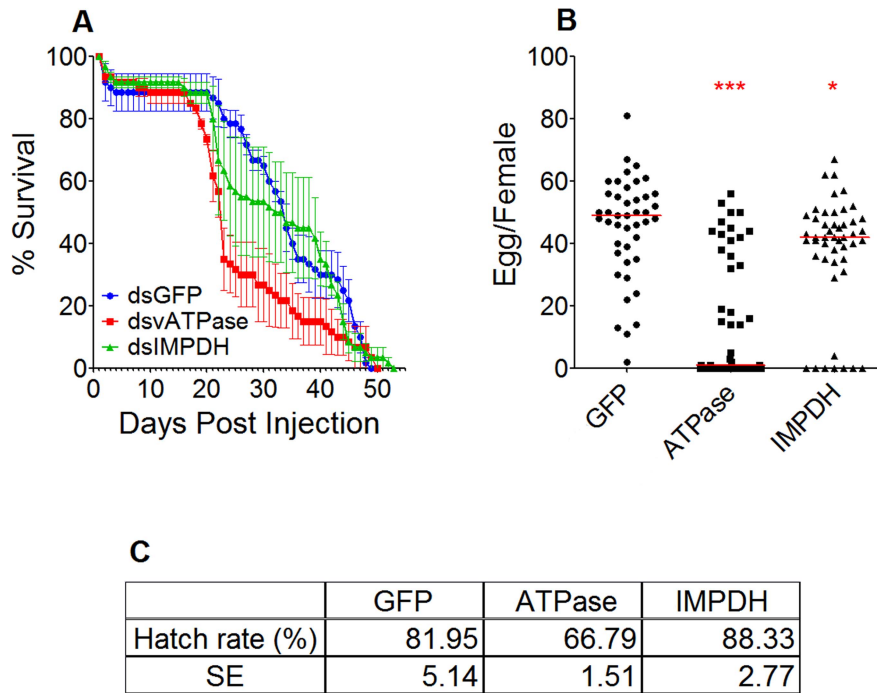 A
% Survival
100
80
60
40
20
0
dsGFP
dsvATPase
dsIMPDH
0 10 20 30 40 50
Days Post Injection
B
Egg/Female
100
80
60
40
20
0
*** *
GFP
ATPase
IMPDH
C
GFP ATPase IMPDH
Hatch rate (%) 81.95 66.79 88.33
SE 5.14 1.51 2.77